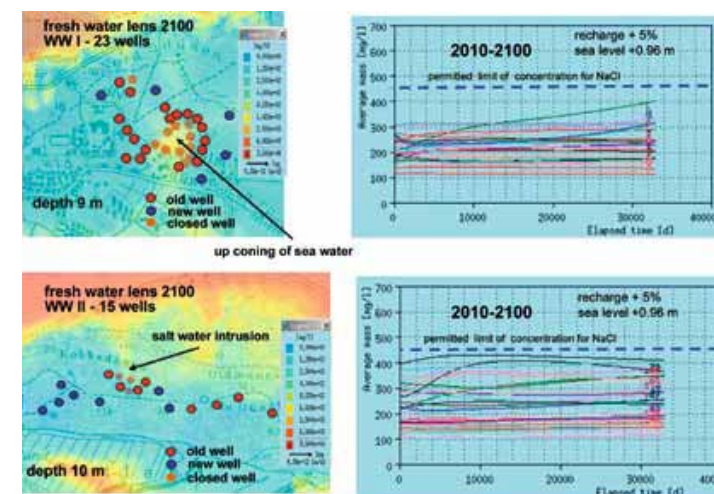 fresh water lens 2100
WW I - 23 wells
depth 9 m
old well
new well
closed well
up coning of sea water
Average mass [mg/l]
700
600
500
400
300
200
100
0
2010-2100
recharge + 5%
sea level +0.96 m
permitted limit of concentration for NaCl
0
10000
20000
30000
40000
Elapsed time [d]
fresh water lens 2100
WW II - 15 wells
salt water intrusion
depth 10 m
old well
new well
closed well
Average mass [mg/l]
700
600
500
400
300
200
100
0
2010-2100
recharge + 5%
sea level +0.96 m
permitted limit of concentration for NaCl
0
10000
20000
30000
400
Elapsed time [d]